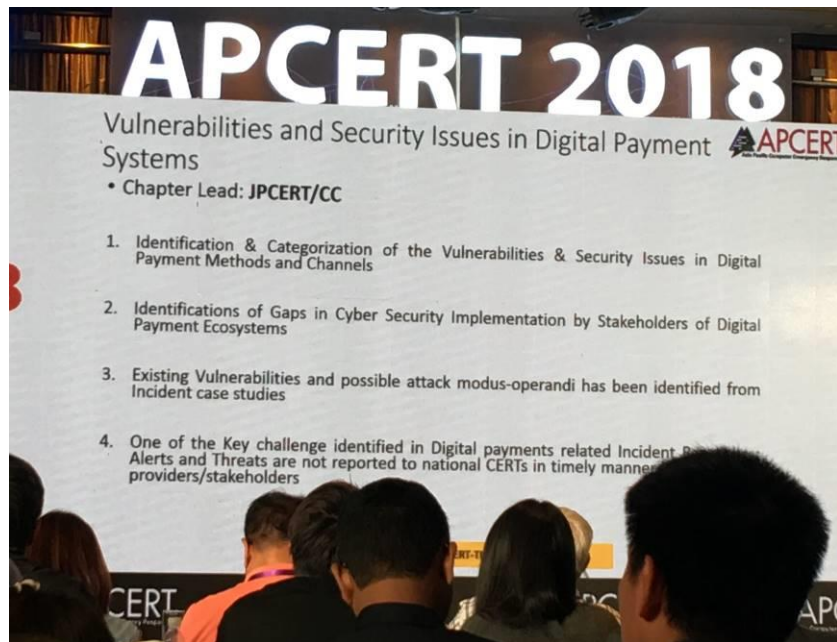 APCERT 2018
Vulnerabilities and Security Issues in Digital Payment
Systems
APCERT
• Chapter Lead: JPCERT/CC
1. Identification & Categorization of the Vulnerabilities & Security Issues in Digital
Payment Methods and Channels
2. Identifications of Gaps in Cyber Security Implementation by Stakeholders of Digital
Payment Ecosystems
3. Existing Vulnerabilities and possible attack modus-operandi has been identified from
Incident case studies
4. One of the Key challenge identified in Digital payments related Incident
Alerts and Threats are not reported to national CERTs in timely manner
providers/stakeholders
CERT
AP